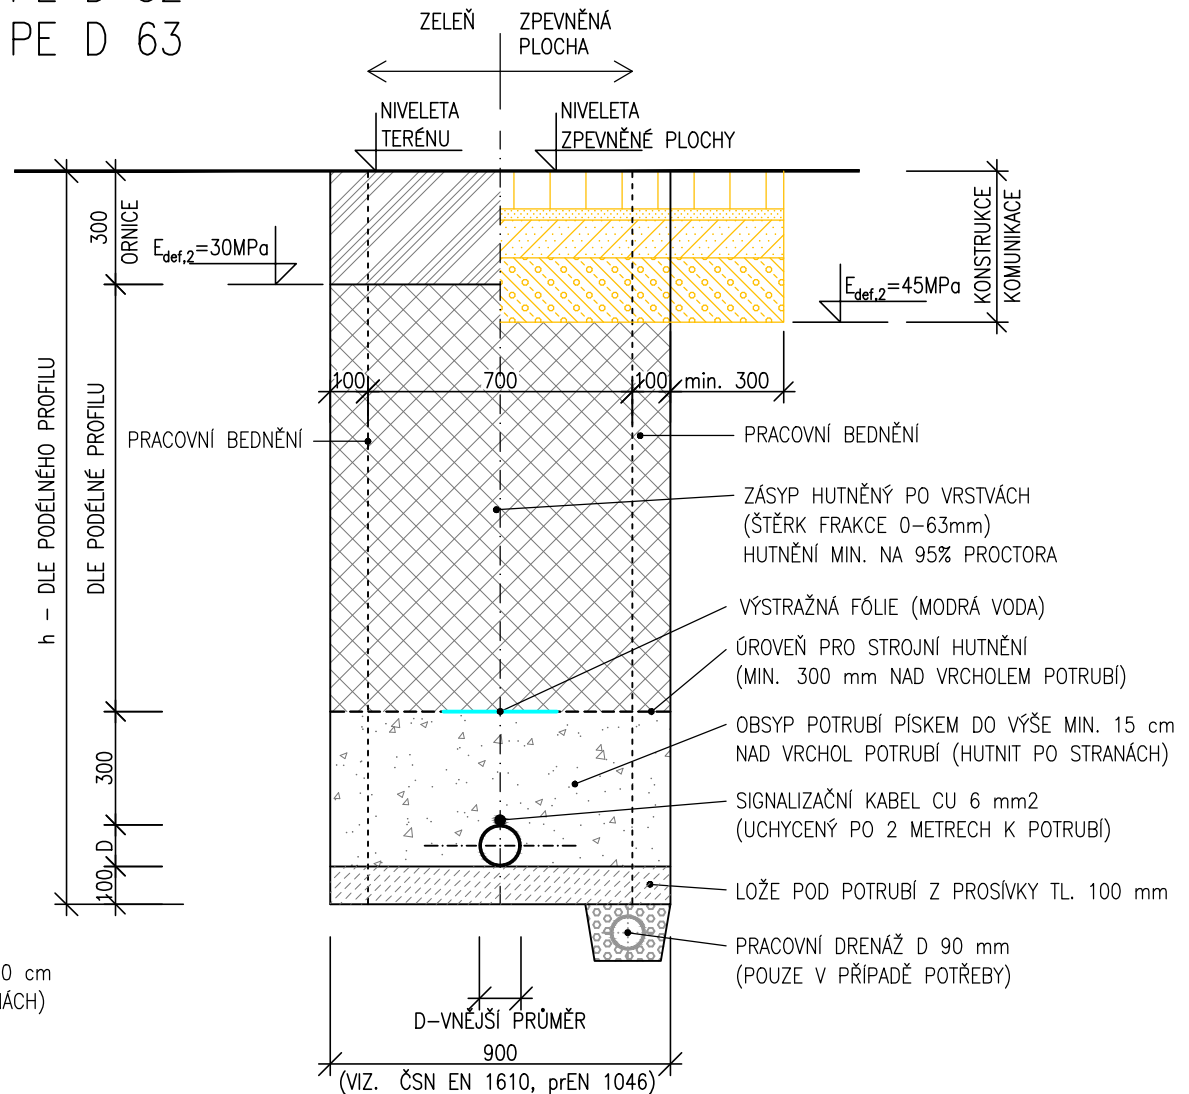 PE D 63
ZELEŇ
ZPEVNĚNÁ
PLOCHA
NIVELETA
TERÉNU
NIVELETA
ZPEVNĚNÉ PLOCHY
300
ORNICE
Edef,2=30MPa
Edef,2=45MPa
KONSTRUKCE
KOMUNIKACE
h – DLE PODÉLNÉHO PROFILU
DLE PODÉLNÉ PROFILU
100
700
100
min. 300
PRACOVNÍ BEDNĚNÍ
PRACOVNÍ BEDNĚNÍ
ZÁSYP HUTNĚNÝ PO VRSTVÁCH
(ŠTĚRK FRAKCE 0–63mm)
HUTNĚNÍ MIN. NA 95% PROCTORA
VÝSTRAŽNÁ FÓLIE (MODRÁ VODA)
ÚROVEŇ PRO STROJNÍ HUTNĚNÍ
(MIN. 300 mm NAD VRCHOLEM POTRUBÍ)
OBSYP POTRUBÍ PÍSKEM DO VÝŠE MIN. 15 cm
NAD VRCHOL POTRUBÍ (HUTNIT PO STRANÁCH)
300
SIGNALIZAČNÍ KABEL CU 6 mm2
(UCHYCENÝ PO 2 METRECH K POTRUBÍ)
D
100
LOŽE POD POTRUBÍ Z PROSÍVKY TL. 100 mm
PRACOVNÍ DRENÁŽ D 90 mm
(POUZE V PŘÍPADĚ POTŘEBY)
0 cm
NÁCH)
D–VNĚJŠÍ PRŮMĚR
900
(VIZ. ČSN EN 1610, prEN 1046)